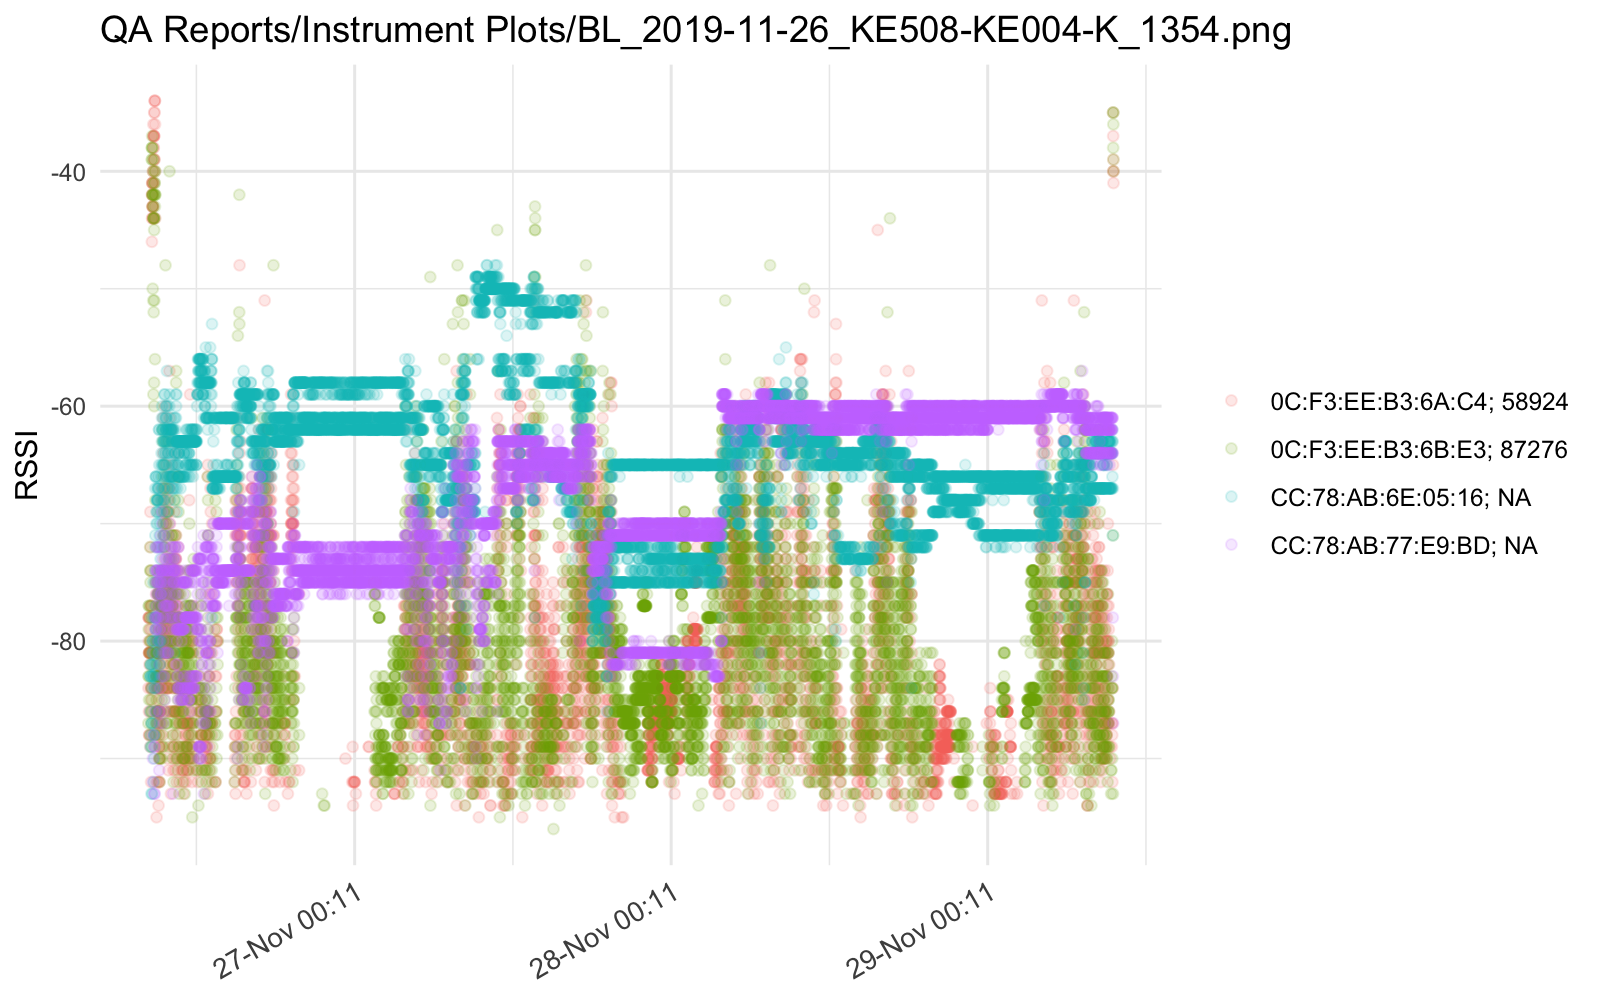 QA Reports/Instrument Plots/BL_2019-11-26_KE508-KE004-K_1354.png
-40
-60
-80
RSSI
27-Nov 00:11
28-Nov 00:11
29-Nov 00:11
0C:F3:EE:B3:6A:C4; 58924
0C:F3:EE:B3:6B:E3; 87276
CC:78:AB:6E:05:16; NA
CC:78:AB:77:E9:BD; NA